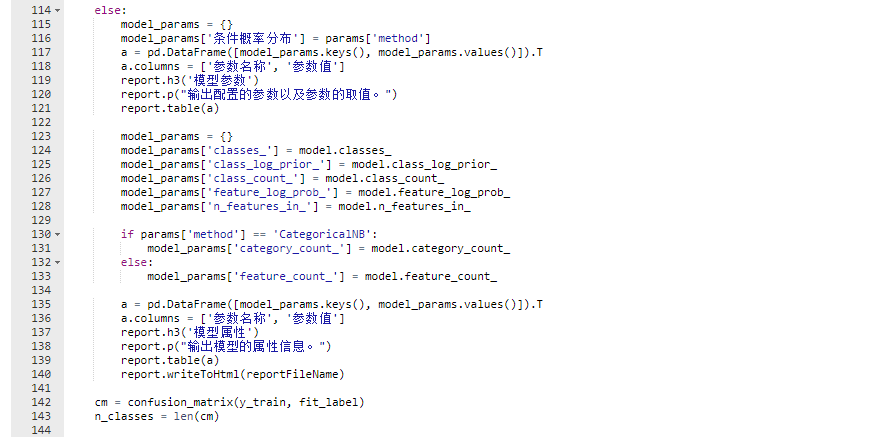 114 else:
115 model_params = {}
116 model_params['条件概率分布'] = params['method']
117 a = pd.DataFrame([model_params.keys(), model_params.values()]).T
118 a.columns = ['参数名称', '参数值']
119 report.h3('模型参数')
120 report.p("输出配置的参数以及参数的取值。")
121 report.table(a)
122
123 model_params = {}
124 model_params['classes_'] = model.classes_
125 model_params['class_log_prior_'] = model.class_log_prior_
126 model_params['class_count_'] = model.class_count_
127 model_params['feature_log_prob_'] = model.feature_log_prob_
128 model_params['n_features_in_'] = model.n_features_in_
129
130 if params['method'] == 'CategoricalNB':
131 model_params['category_count_'] = model.category_count_
132 else:
133 model_params['feature_count_'] = model.feature_count_
134
135 a = pd.DataFrame([model_params.keys(), model_params.values()]).T
136 a.columns = ['参数名称', '参数值']
137 report.h3('模型属性')
138 report.p("输出模型的属性信息。")
139 report.table(a)
140 report.writeToHtml(reportFileName)
141
142 cm = confusion_matrix(y_train, fit_label)
143 n_classes = len(cm)
144